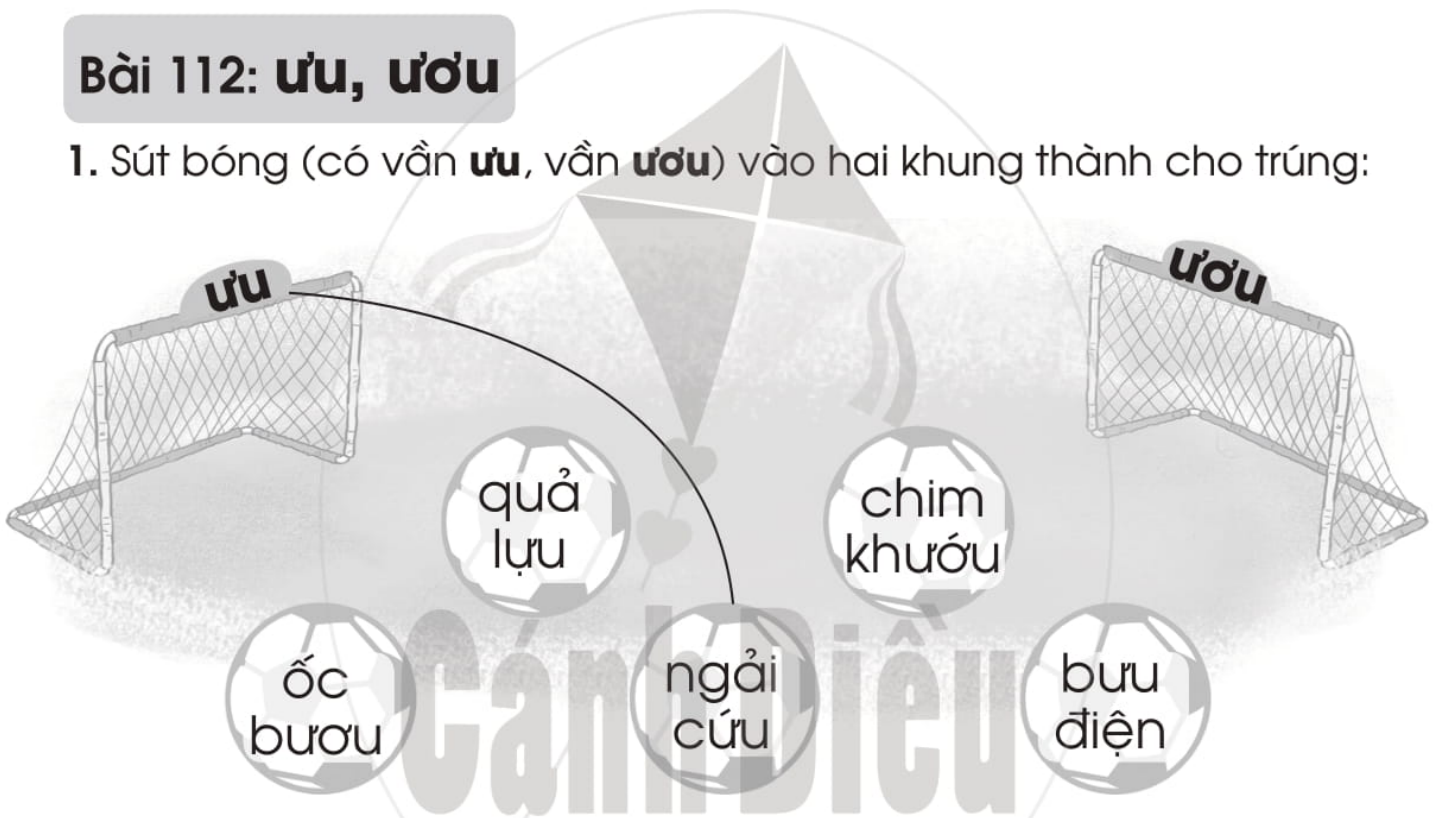 Bài 112: ưu, ươu
1. Sút bóng (có vần ưu, vần ươu) vào hai khung thành cho trúng:
ưu
ươu
quả
lựu
chim
khướu
ốc
bươu
ngải
cứu
bưu
điện
Cánh Diều